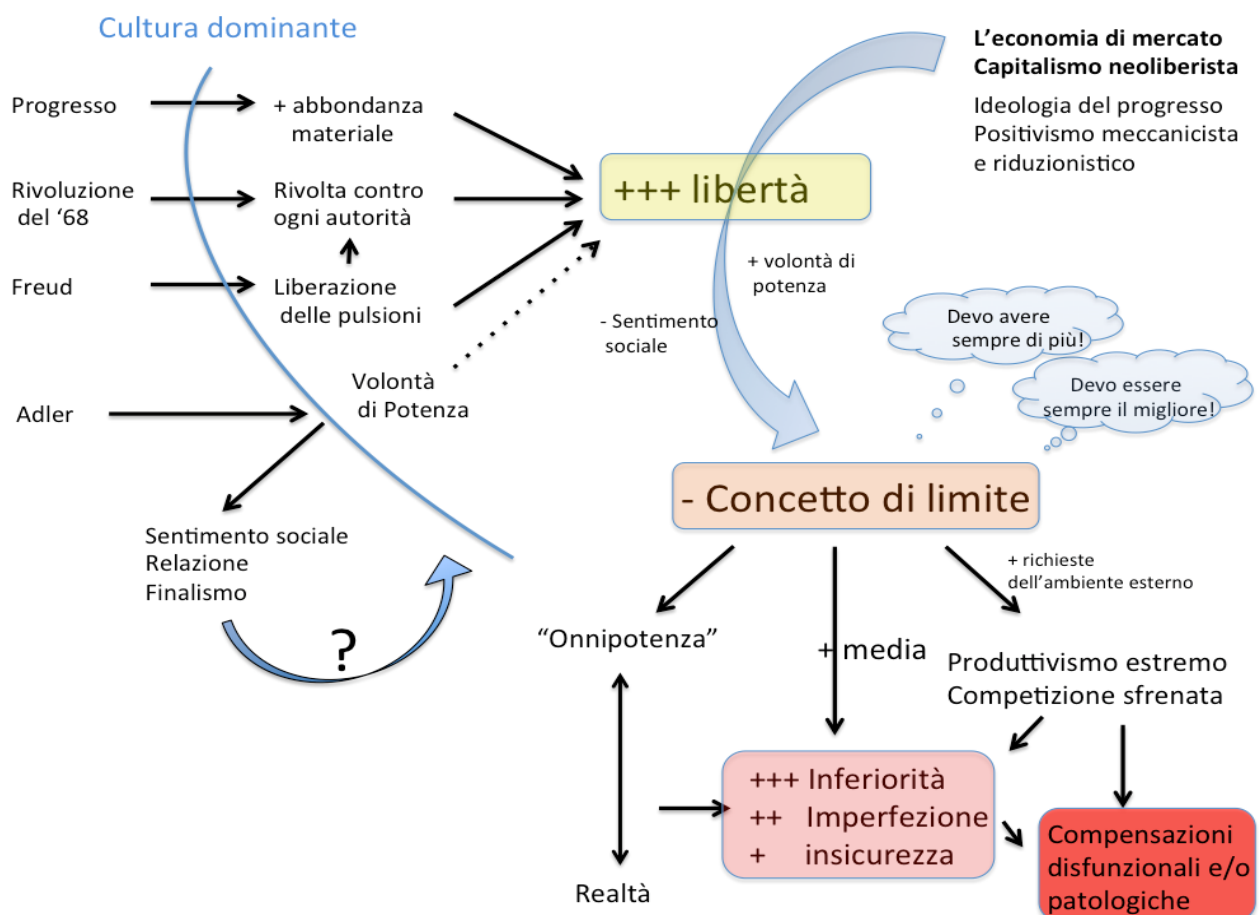 Cultura dominante
L’economia di mercato
Capitalismo neoliberista
Ideologia del progresso
Positivismo meccanicista
e riduzionistico
Progresso
+ abbondanza
materiale
Rivoluzione
del ‘68
Rivolta contro
ogni autorità
+++ libertà
Freud
Liberazione
delle pulsioni
+ volontà di
potenza
- Sentimento
sociale
Devo avere
sempre di più!
Devo essere
sempre il migliore!
Volontà
di Potenza
Adler
- Concetto di limite
Sentimento sociale
Relazione
Finalismo
?
+ richieste
dell’ambiente esterno
“Onnipotenza”
+ media
Produttivismo estremo
Competizione sfrenata
+++ Inferiorità
++ Imperfezione
+ insicurezza
Realtà
Compensazioni
disfunzionali e/o
patologiche